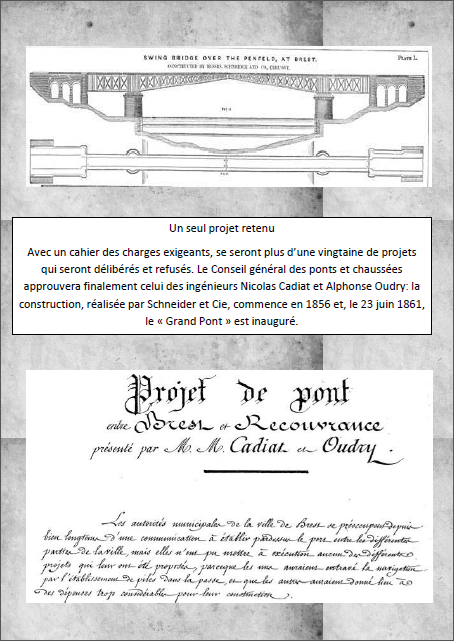 SWING BRIDGE OVER THE PENFELD, AT BREST.
Plate 1.
CONSTRUCTED BY MESSRS. SCHNEIDER AND CO., CREUSOT.
Un seul projet retenu
Avec un cahier des charges exigeants, se seront plus d’une vingtaine de projets
qui seront délibérés et refusés. Le Conseil général des ponts et chaussées
approuvera finalement celui des ingénieurs Nicolas Cadiat et Alphonse Oudry: la
construction, réalisée par Schneider et Cie, commence en 1856 et, le 23 juin 1861,
le « Grand Pont » est inauguré.
Projet de pont
entre Brest et Recouvrance
présenté par M. M. Cadiat et Oudry.
Les autorités municipales de la ville de Brest se préoccupent depuis
bien longtems d'une communication à établir pardessus le port entre les différentes
parties de la ville, mais elles n'ont pu mettre à exécution aucun des différents
projets qui leur ont été proposés, parceque les uns auraient entravé la navigation
par l'établissement de piles dans la passe, et que les autres auraient donné lieu à
des dépenses trop considérables pour leur construction.